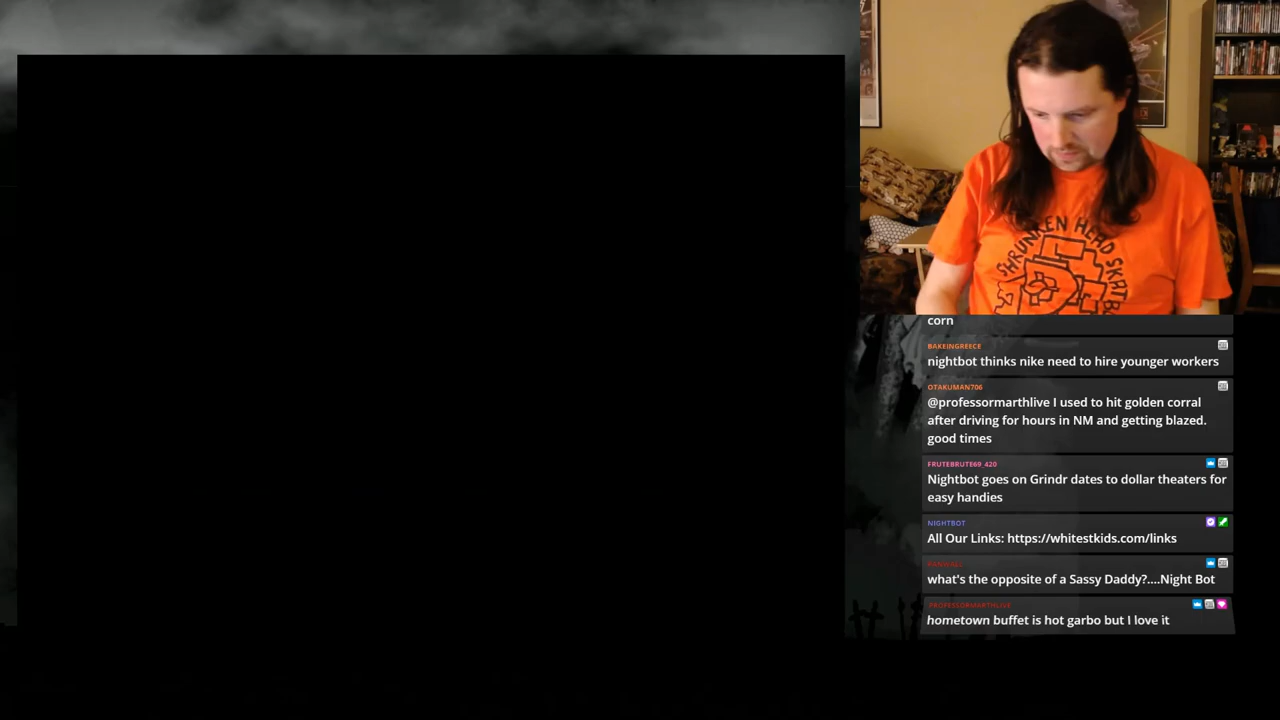 SHRUNKEN HEAD
corn
BAKEINGREECE
nightbot thinks nike need to hire younger workers
OTAKUMAN706
@professormarthlive I used to hit golden corral
after driving for hours in NM and getting blazed.
good times
FRUTEBRUTE69_420
Nightbot goes on Grindr dates to dollar theaters for
easy handies
NIGHTBOT
All Our Links: https://whitestkids.com/links
what's the opposite of a Sassy Daddy?....Night Bot
PROFESSORMARTHLIVE
hometown buffet is hot garbo but I love it